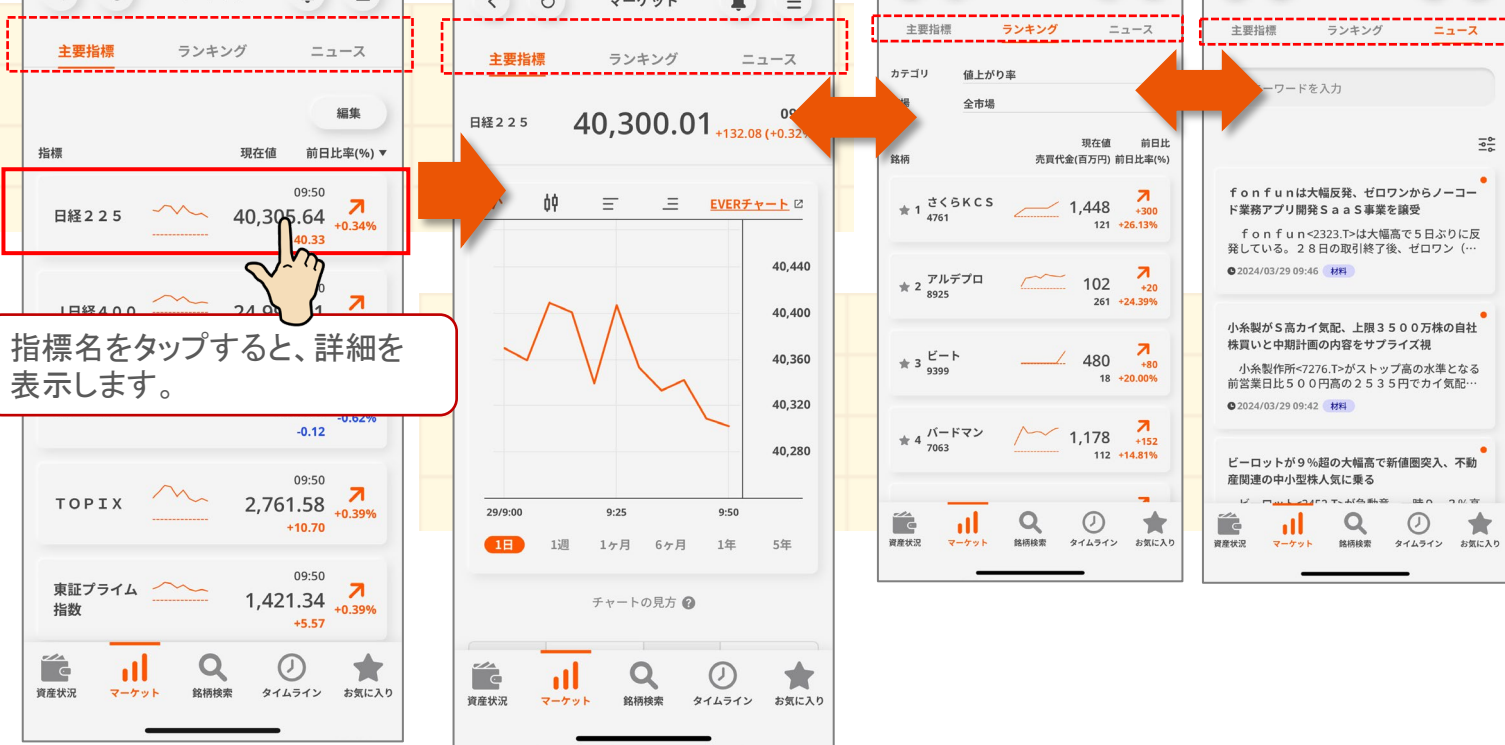 主要指標 ランキング ニュース
編集
指標 現在値 前日比率(%) ▼
日経225
09:50
40,305.64
40.33
+0.34%
J日経400
指標名をタップすると、詳細を
表示します。
-0.12
-0.62%
TOPIX
09:50
2,761.58
+10.70
+0.39%
東証プライム
指数
09:50
1,421.34
+5.57
+0.39%
資産状況 マーケット 銘柄検索 タイムライン お気に入り
マーケット
主要指標 ランキング ニュース
日経225 40,300.01 +132.08 (+0.32%
EVERチャート
40,440
40,400
40,360
40,320
40,280
29/9:00 9:25 9:50
1日 1週 1ヶ月 6ヶ月 1年 5年
チャートの見方 ?
資産状況 マーケット 銘柄検索 タイムライン お気に入り
主要指標 ランキング ニュース
カテゴリ 値上がり率
全市場
現在値 前日比
銘柄 売買代金(百万円) 前日比率(%)
★ 1 さくらKCS 1,448 +300
4761 121 +26.13%
★ 2 アルデプロ 102 +20
8925 261 +24.39%
★ 3 ビート 480 +80
9399 18 +20.00%
★ 4 バードマン 1,178 +152
7063 112 +14.81%
資産状況 マーケット 銘柄検索 タイムライン お気に入り
主要指標 ランキング ニュース
ーワードを入力
fonfunは大幅反発、ゼロワンからノーコー
ド業務アプリ開発SaaS事業を譲受
fonfun<2323.T>は大幅高で5日ぶりに反
発している。28日の取引終了後、ゼロワン（…
2024/03/29 09:46 材料
小糸製がS高カイ気配、上限3500万株の自社
株買いと中期計画の内容をサプライズ視
小糸製作所<7276.T>がストップ高の水準となる
前営業日比500円高の2535円でカイ気配…
2024/03/29 09:42 材料
ビーロットが9%超の大幅高で新値圏突入、不動
産関連の中小型株人気に乗る
資産状況 マーケット 銘柄検索 タイムライン お気に入り